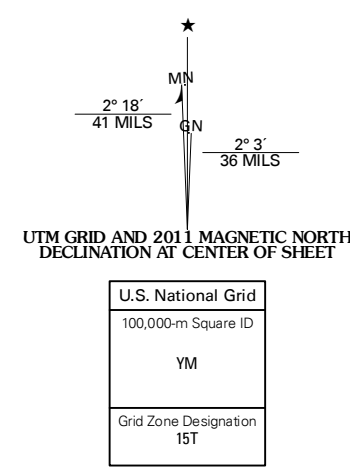 ★
MN
2° 18´
41 MILS
GN
2° 3´
36 MILS
UTM GRID AND 2011 MAGNETIC NORTH
DECLINATION AT CENTER OF SHEET
U.S. National Grid
100,000-m Square ID
YM
Grid Zone Designation
15T